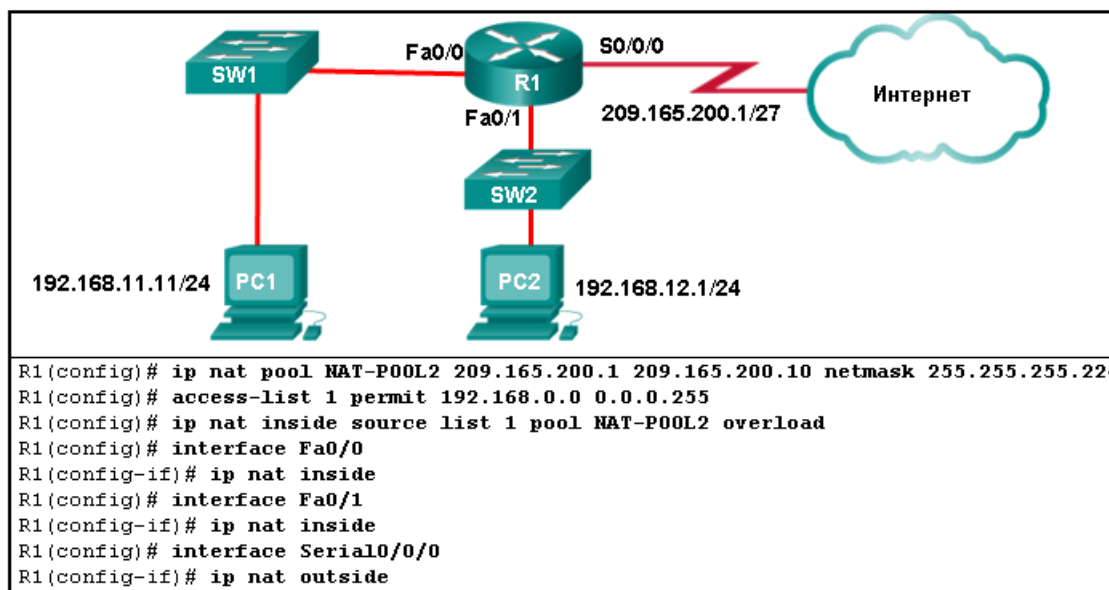 Fa0/0
S0/0/0
SW1
R1
Интернет
Fa0/1
209.165.200.1/27
SW2
192.168.11.11/24
PC1
PC2
192.168.12.1/24
R1(config)# ip nat pool NAT-POOL2 209.165.200.1 209.165.200.10 netmask 255.255.255.224
R1(config)# access-list 1 permit 192.168.0.0 0.0.0.255
R1(config)# ip nat inside source list 1 pool NAT-POOL2 overload
R1(config)# interface Fa0/0
R1(config-if)# ip nat inside
R1(config)# interface Fa0/1
R1(config-if)# ip nat inside
R1(config)# interface Serial0/0/0
R1(config-if)# ip nat outside